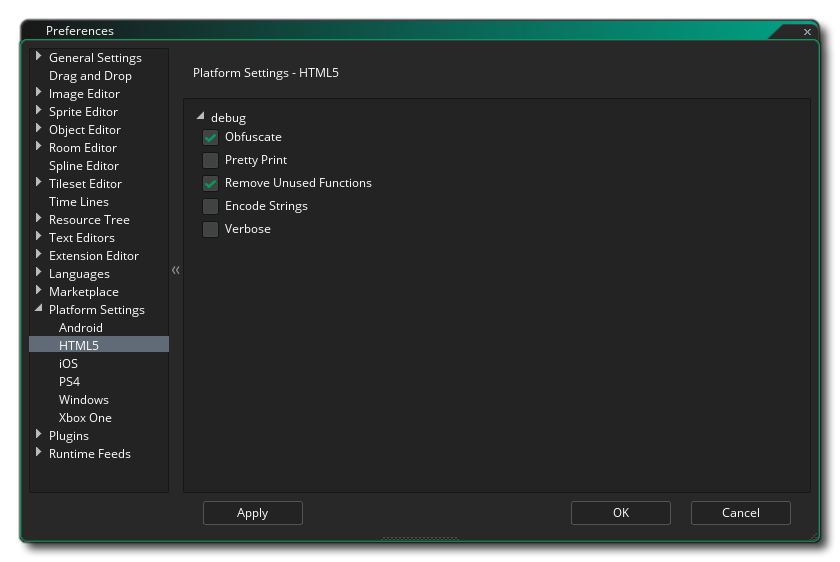 Preferences
General Settings
Drag and Drop
Image Editor
Sprite Editor
Object Editor
Room Editor
Spline Editor
Tileset Editor
Time Lines
Resource Tree
Text Editors
Extension Editor
Languages
Marketplace
Platform Settings
Android
HTML5
iOS
PS4
Windows
Xbox One
Plugins
Runtime Feeds
Platform Settings - HTML5
debug
Obfuscate
Pretty Print
Remove Unused Functions
Encode Strings
Verbose
Apply
OK
Cancel